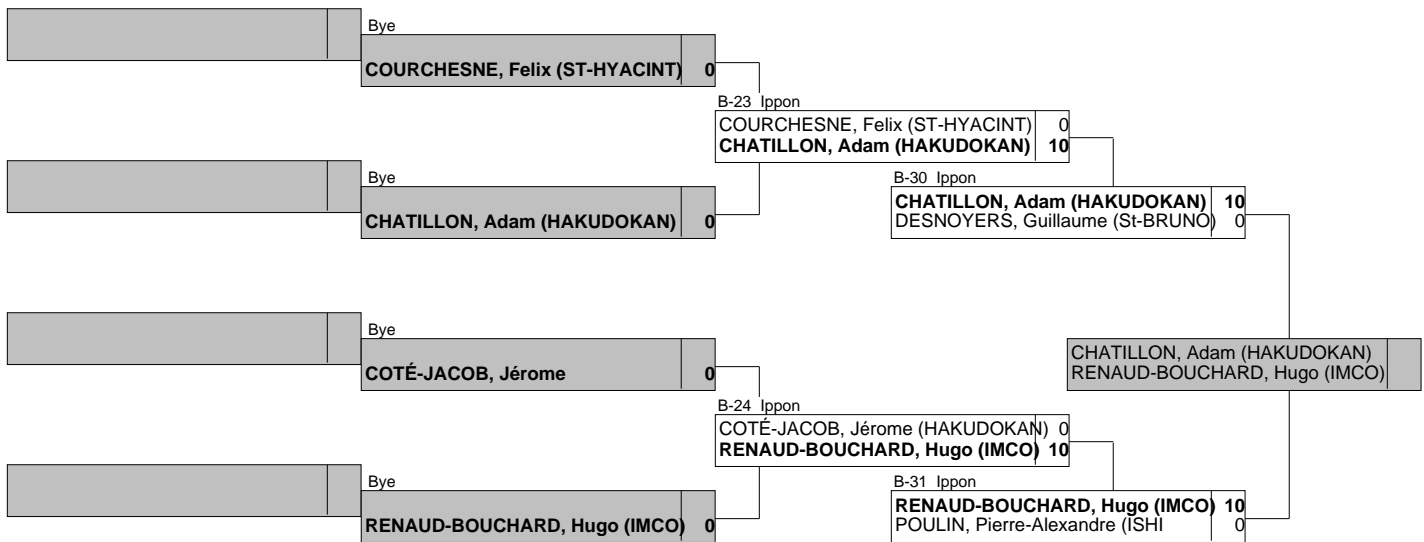 Bye
COURCHESNE, Felix (ST-HYACINT) 0
B-23 Ippon
COURCHESNE, Felix (ST-HYACINT) 0
CHATILLON, Adam (HAKUDOKAN) 10
Bye
CHATILLON, Adam (HAKUDOKAN) 0
B-30 Ippon
CHATILLON, Adam (HAKUDOKAN) 10
DESNOYERS, Guillaume (St-BRUNO) 0
Bye
COTÉ-JACOB, Jérome 0
CHATILLON, Adam (HAKUDOKAN)
RENAUD-BOUCHARD, Hugo (IMCO)
B-24 Ippon
COTÉ-JACOB, Jérome (HAKUDOKAN) 0
RENAUD-BOUCHARD, Hugo (IMCO) 10
Bye
RENAUD-BOUCHARD, Hugo (IMCO) 0
B-31 Ippon
RENAUD-BOUCHARD, Hugo (IMCO) 10
POULIN, Pierre-Alexandre (ISHI 0